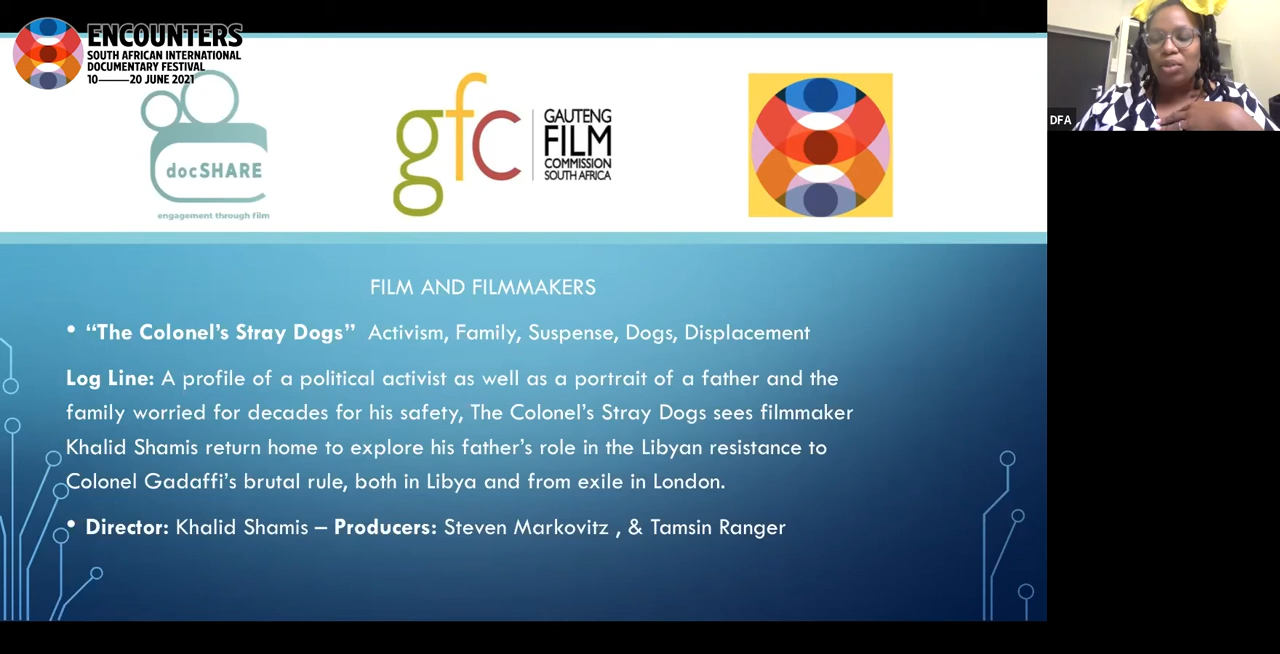 ENCOUNTERS
SOUTH AFRICAN INTERNATIONAL
DOCUMENTARY FESTIVAL
10——20 JUNE 2021
docSHARE
engagement through film
gfc
GAUTENG
FILM
COMMISSION
SOUTH AFRICA
DFA
FILM AND FILMMAKERS
• “The Colonel’s Stray Dogs” Activism, Family, Suspense, Dogs, Displacement
Log Line: A profile of a political activist as well as a portrait of a father and the
family worried for decades for his safety, The Colonel’s Stray Dogs sees filmmaker
Khalid Shamis return home to explore his father’s role in the Libyan resistance to
Colonel Gadaffi’s brutal rule, both in Libya and from exile in London.
• Director: Khalid Shamis – Producers: Steven Markovitz , & Tamsin Ranger